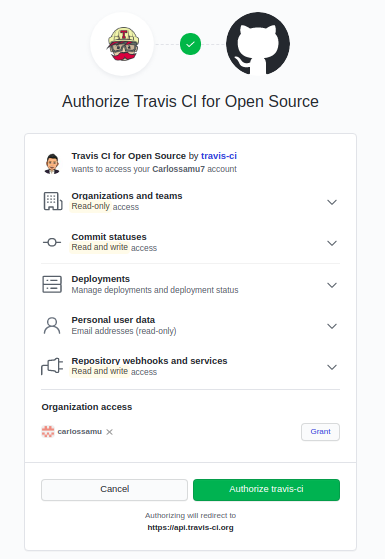 Authorize Travis CI for Open Source
Travis CI for Open Source by travis-ci
wants to access your Carlossamu7 account
Organizations and teams
Read-only access
Commit statuses
Read and write access
Deployments
Manage deployments and deployment status
Personal user data
Email addresses (read-only)
Repository webhooks and services
Read and write access
Organization access
carlossamu
Grant
Cancel
Authorize travis-ci
Authorizing will redirect to
https://api.travis-ci.org